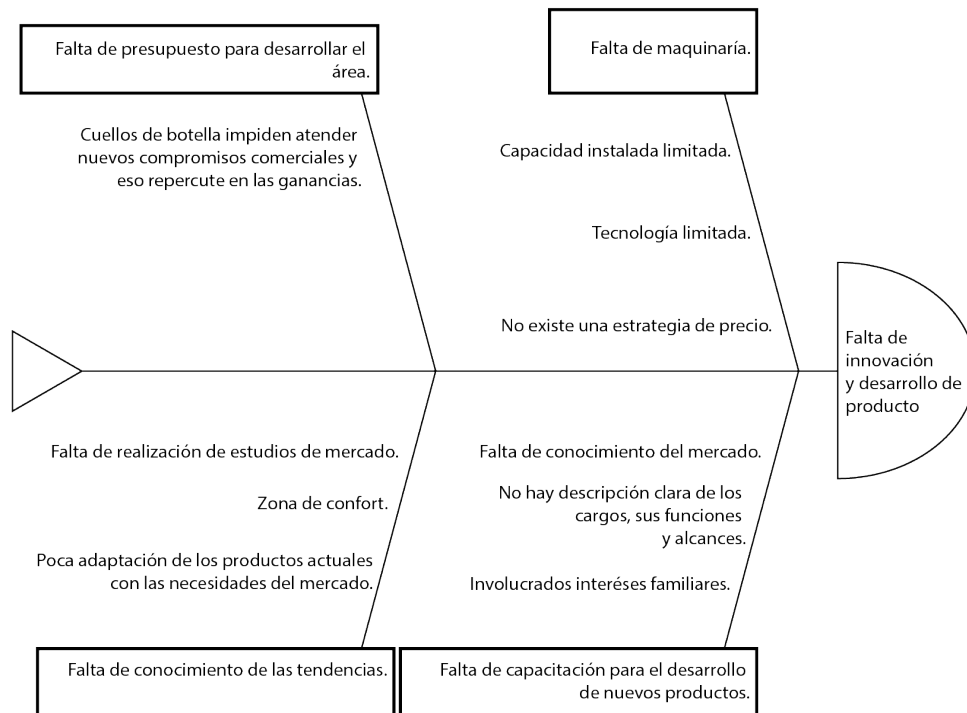 Falta de presupuesto para desarrollar el
área.
Falta de maquinaría.
Cuellos de botella impiden atender
nuevos compromisos comerciales y
eso repercute en las ganancias.
Capacidad instalada limitada.
Tecnología limitada.
No existe una estrategia de precio.
Falta de
innovación
y desarrollo de
producto
Falta de realización de estudios de mercado.
Zona de confort.
Poca adaptación de los productos actuales
con las necesidades del mercado.
Falta de conocimiento del mercado.
No hay descripción clara de los
cargos, sus funciones
y alcances.
Involucrados interéses familiares.
Falta de conocimiento de las tendencias.
Falta de capacitación para el desarrollo
de nuevos productos.